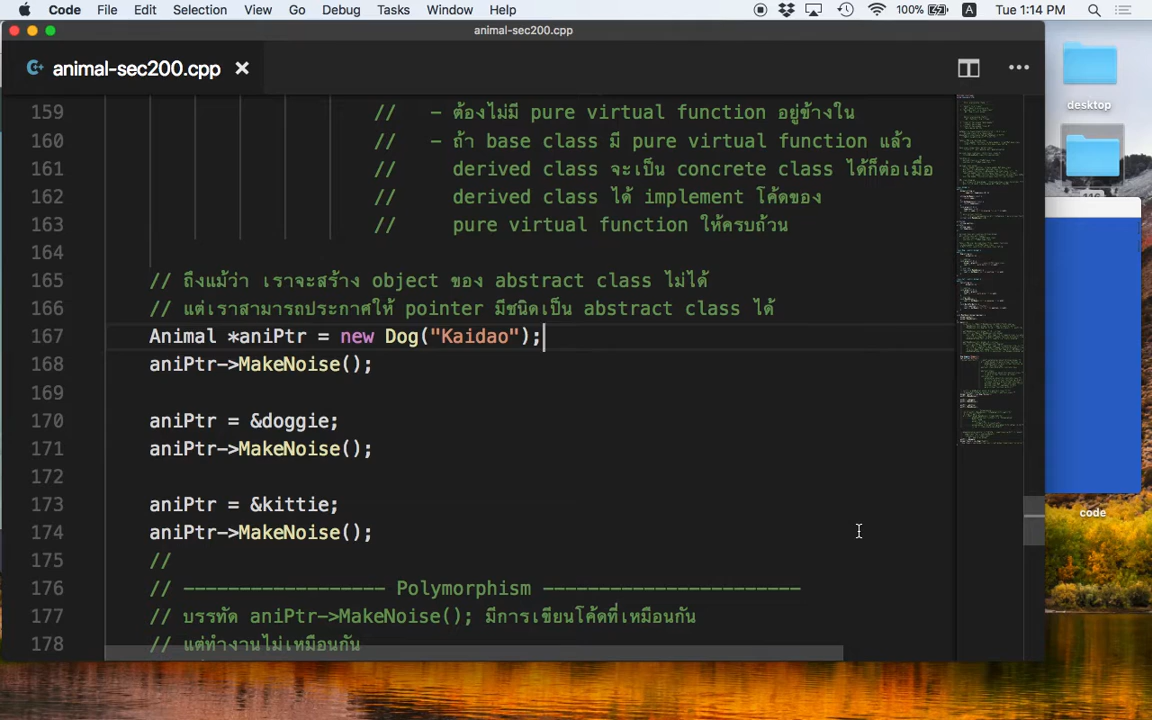 Code File Edit Selection View Go Debug Tasks Window Help 100% A Tue 1:14 PM
animal-sec200.cpp
animal-sec200.cpp
desktop
159 // - ต้องไม่มี pure virtual function อยู่ข้างใน
160 // - ถ้า base class มี pure virtual function แล้ว
161 // derived class จะเป็น concrete class ได้ก็ต่อเมื่อ
162 // derived class ได้ implement โค้ดของ
163 // pure virtual function ให้ครบถ้วน
164
165 // ถึงแม้ว่า เราจะสร้าง object ของ abstract class ไม่ได้
166 // แต่เราสามารถประกาศให้ pointer มีชนิดเป็น abstract class ได้
167 Animal *aniPtr = new Dog("Kaidao");
168 aniPtr->MakeNoise();
169
170 aniPtr = &doggie;
171 aniPtr->MakeNoise();
172
173 aniPtr = &kittie;
code
174 aniPtr->MakeNoise();
175 //
176 // ------------------ Polymorphism -----------------------
177 // บรรทัด aniPtr->MakeNoise(); มีการเขียนโค้ดที่เหมือนกัน
178 // แต่ทำงานไม่เหมือนกัน